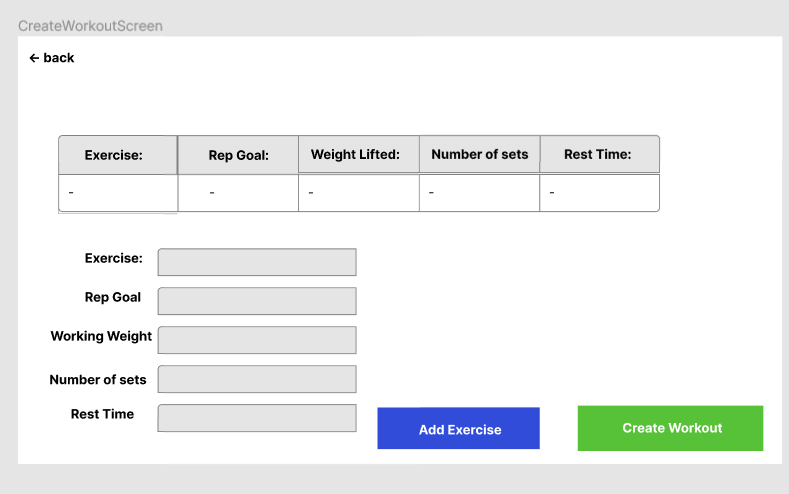 CreateWorkoutScreen
← back
Exercise: Rep Goal: Weight Lifted: Number of sets Rest Time:
- - - - -
Exercise:
Rep Goal
Working Weight
Number of sets
Rest Time
Add Exercise Create Workout